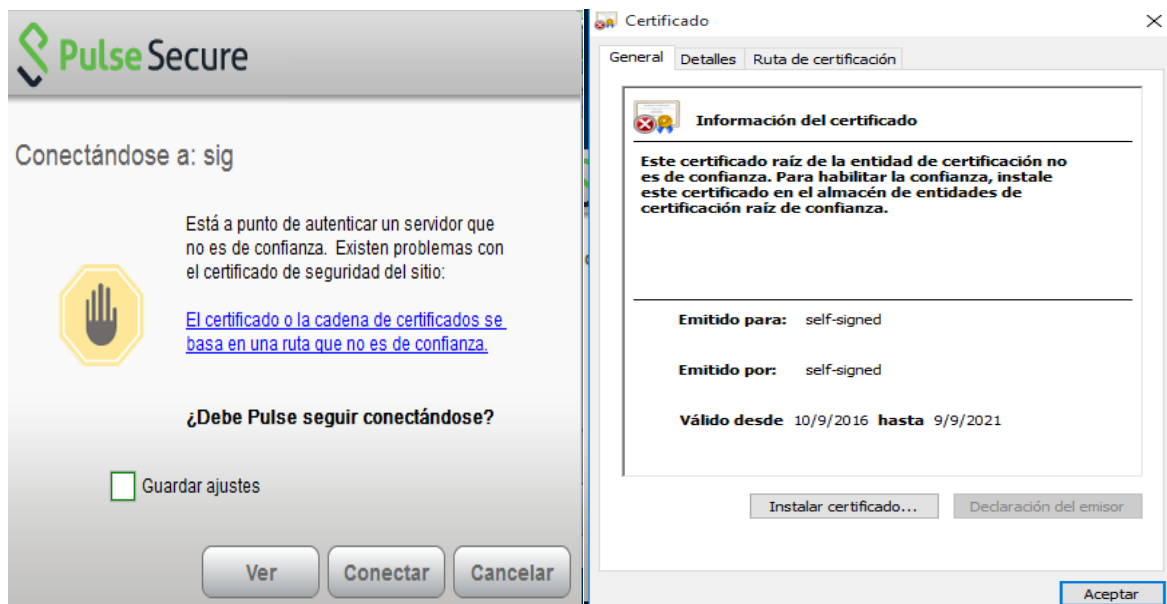 Pulse Secure
Conectándose a: sig
Está a punto de autenticar un servidor que
no es de confianza. Existen problemas con
el certificado de seguridad del sitio:
El certificado o la cadena de certificados se
basa en una ruta que no es de confianza.
¿Debe Pulse seguir conectándose?
Guardar ajustes
Ver Conectar Cancelar
Certificado
General Detalles Ruta de certificación
Información del certificado
Este certificado raíz de la entidad de certificación no
es de confianza. Para habilitar la confianza, instale
este certificado en el almacén de entidades de
certificación raíz de confianza.
Emitido para: self-signed
Emitido por: self-signed
Válido desde 10/9/2016 hasta 9/9/2021
Instalar certificado... Declaración del emisor
Aceptar